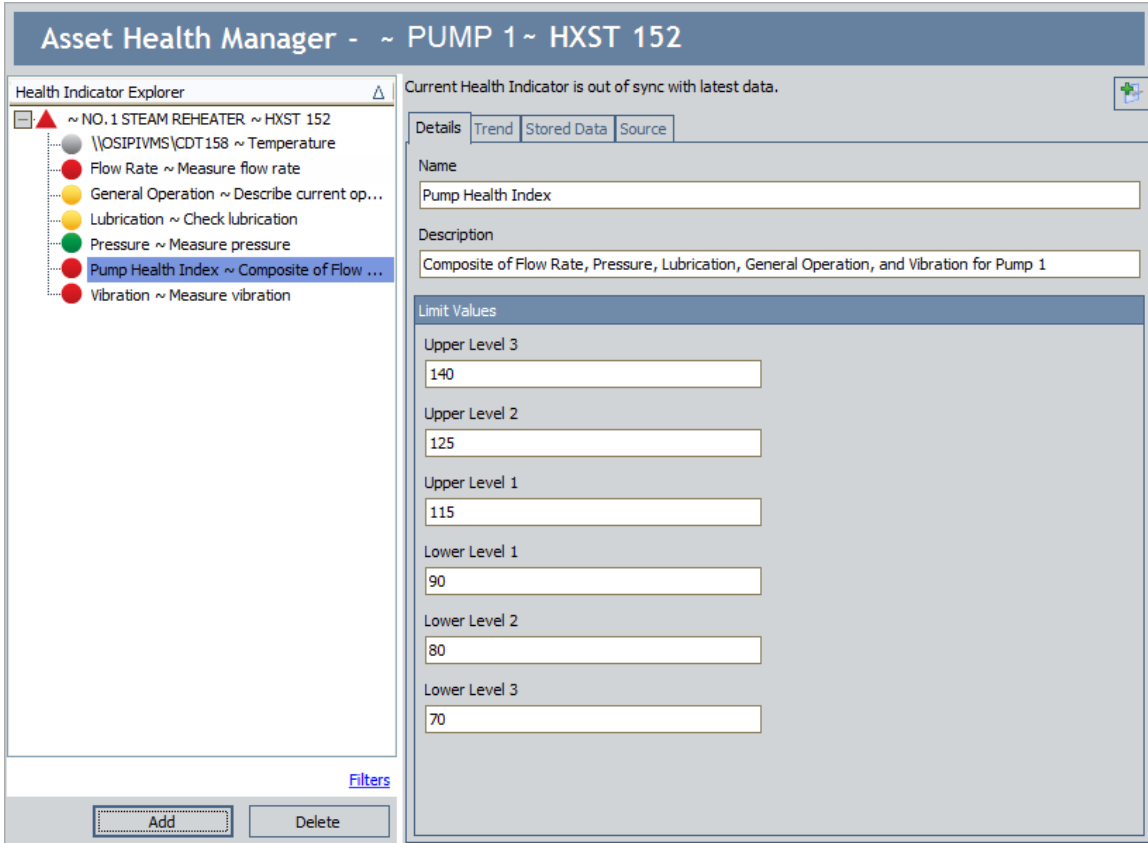 Asset Health Manager - ~ PUMP 1~ HXST 152
Health Indicator Explorer
~ NO.1 STEAM REHEATER ~ HXST 152
\\OSIPIVMS\CDT158 ~ Temperature
Flow Rate ~ Measure flow rate
General Operation ~ Describe current op...
Lubrication ~ Check lubrication
Pressure ~ Measure pressure
Pump Health Index ~ Composite of Flow ...
Vibration ~ Measure vibration
Filters
Add Delete
Current Health Indicator is out of sync with latest data.
Details Trend Stored Data Source
Name
Pump Health Index
Description
Composite of Flow Rate, Pressure, Lubrication, General Operation, and Vibration for Pump 1
Limit Values
Upper Level 3
140
Upper Level 2
125
Upper Level 1
115
Lower Level 1
90
Lower Level 2
80
Lower Level 3
70